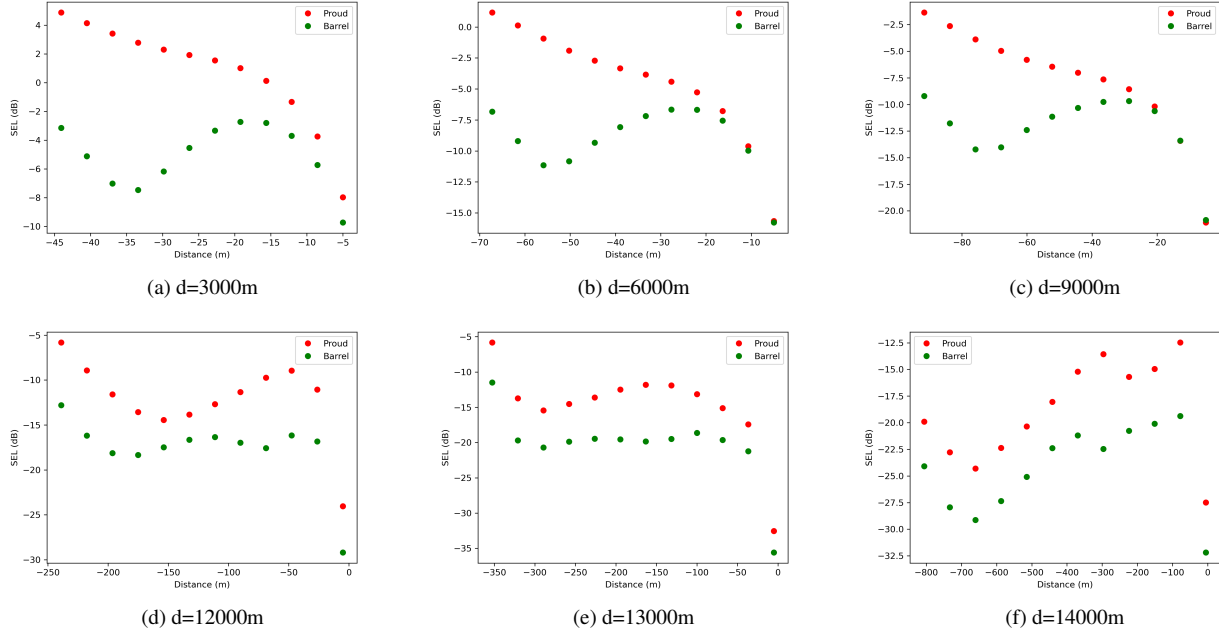 Proud
Barrel
4
2
0
−2
−4
−6
−8
−10
SEL (dB)
−45 −40 −35 −30 −25 −20 −15 −10 −5
Distance (m)
(a) d=3000m
Proud
Barrel
0.0
−2.5
−5.0
−7.5
−10.0
−12.5
−15.0
SEL (dB)
−70 −60 −50 −40 −30 −20 −10
Distance (m)
(b) d=6000m
Proud
Barrel
−2.5
−5.0
−7.5
−10.0
−12.5
−15.0
−17.5
−20.0
SEL (dB)
−80 −60 −40 −20
Distance (m)
(c) d=9000m
Proud
Barrel
−5
−10
−15
−20
−25
−30
SEL (dB)
−250 −200 −150 −100 −50 0
Distance (m)
(d) d=12000m
Proud
Barrel
−5
−10
−15
−20
−25
−30
−35
SEL (dB)
−350 −300 −250 −200 −150 −100 −50 0
Distance (m)
(e) d=13000m
Proud
Barrel
−12.5
−15.0
−17.5
−20.0
−22.5
−25.0
−27.5
−30.0
−32.5
SEL (dB)
−800 −700 −600 −500 −400 −300 −200 −100 0
Distance (m)
(f) d=14000m